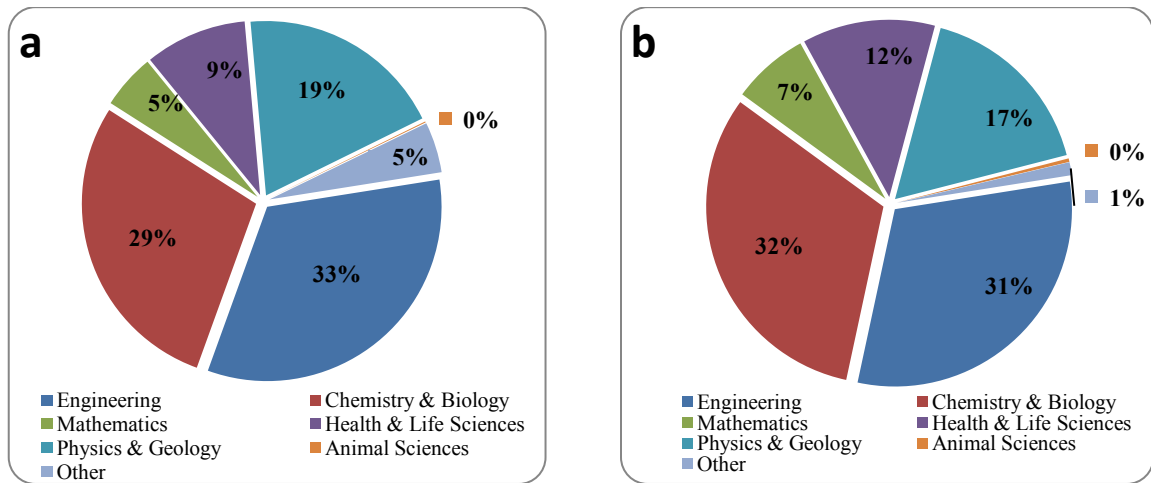 a
9%
19%
5%
0%
5%
29%
33%
Engineering
Chemistry & Biology
Mathematics
Health & Life Sciences
Physics & Geology
Animal Sciences
Other
b
12%
7%
17%
0%
1%
32%
31%
Engineering
Chemistry & Biology
Mathematics
Health & Life Sciences
Physics & Geology
Animal Sciences
Other